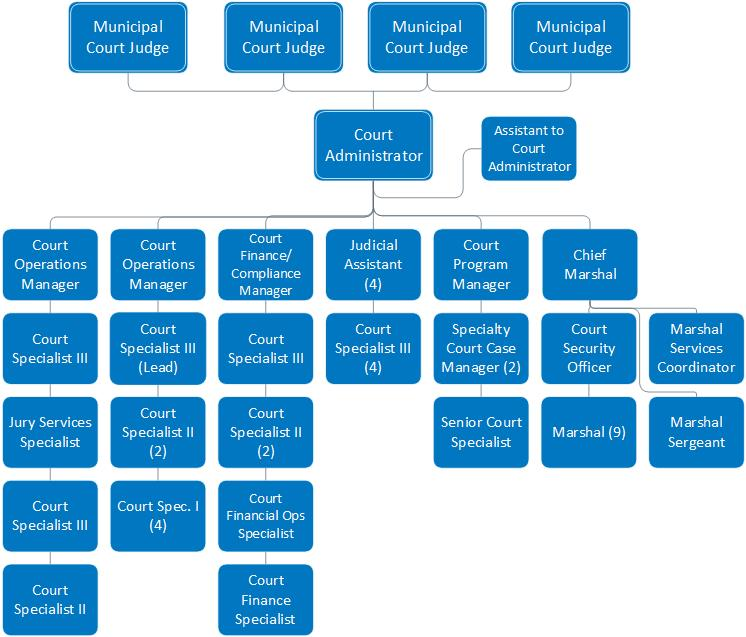 Municipal
Court Judge
Municipal
Court Judge
Municipal
Court Judge
Municipal
Court Judge
Court
Administrator
Assistant to
Court
Administrator
Court
Operations
Manager
Court
Operations
Manager
Court
Finance/
Compliance
Manager
Judicial
Assistant
(4)
Court
Program
Manager
Chief
Marshal
Court
Specialist III
Court
Specialist III
(Lead)
Court
Specialist III
Court
Specialist III
(4)
Specialty
Court Case
Manager (2)
Court
Security
Officer
Marshal
Services
Coordinator
Jury Services
Specialist
Court
Specialist II
(2)
Court
Specialist II
(2)
Senior Court
Specialist
Marshal (9)
Marshal
Sergeant
Court
Specialist III
Court Spec. I
(4)
Court
Financial Ops
Specialist
Court
Specialist II
Court
Finance
Specialist